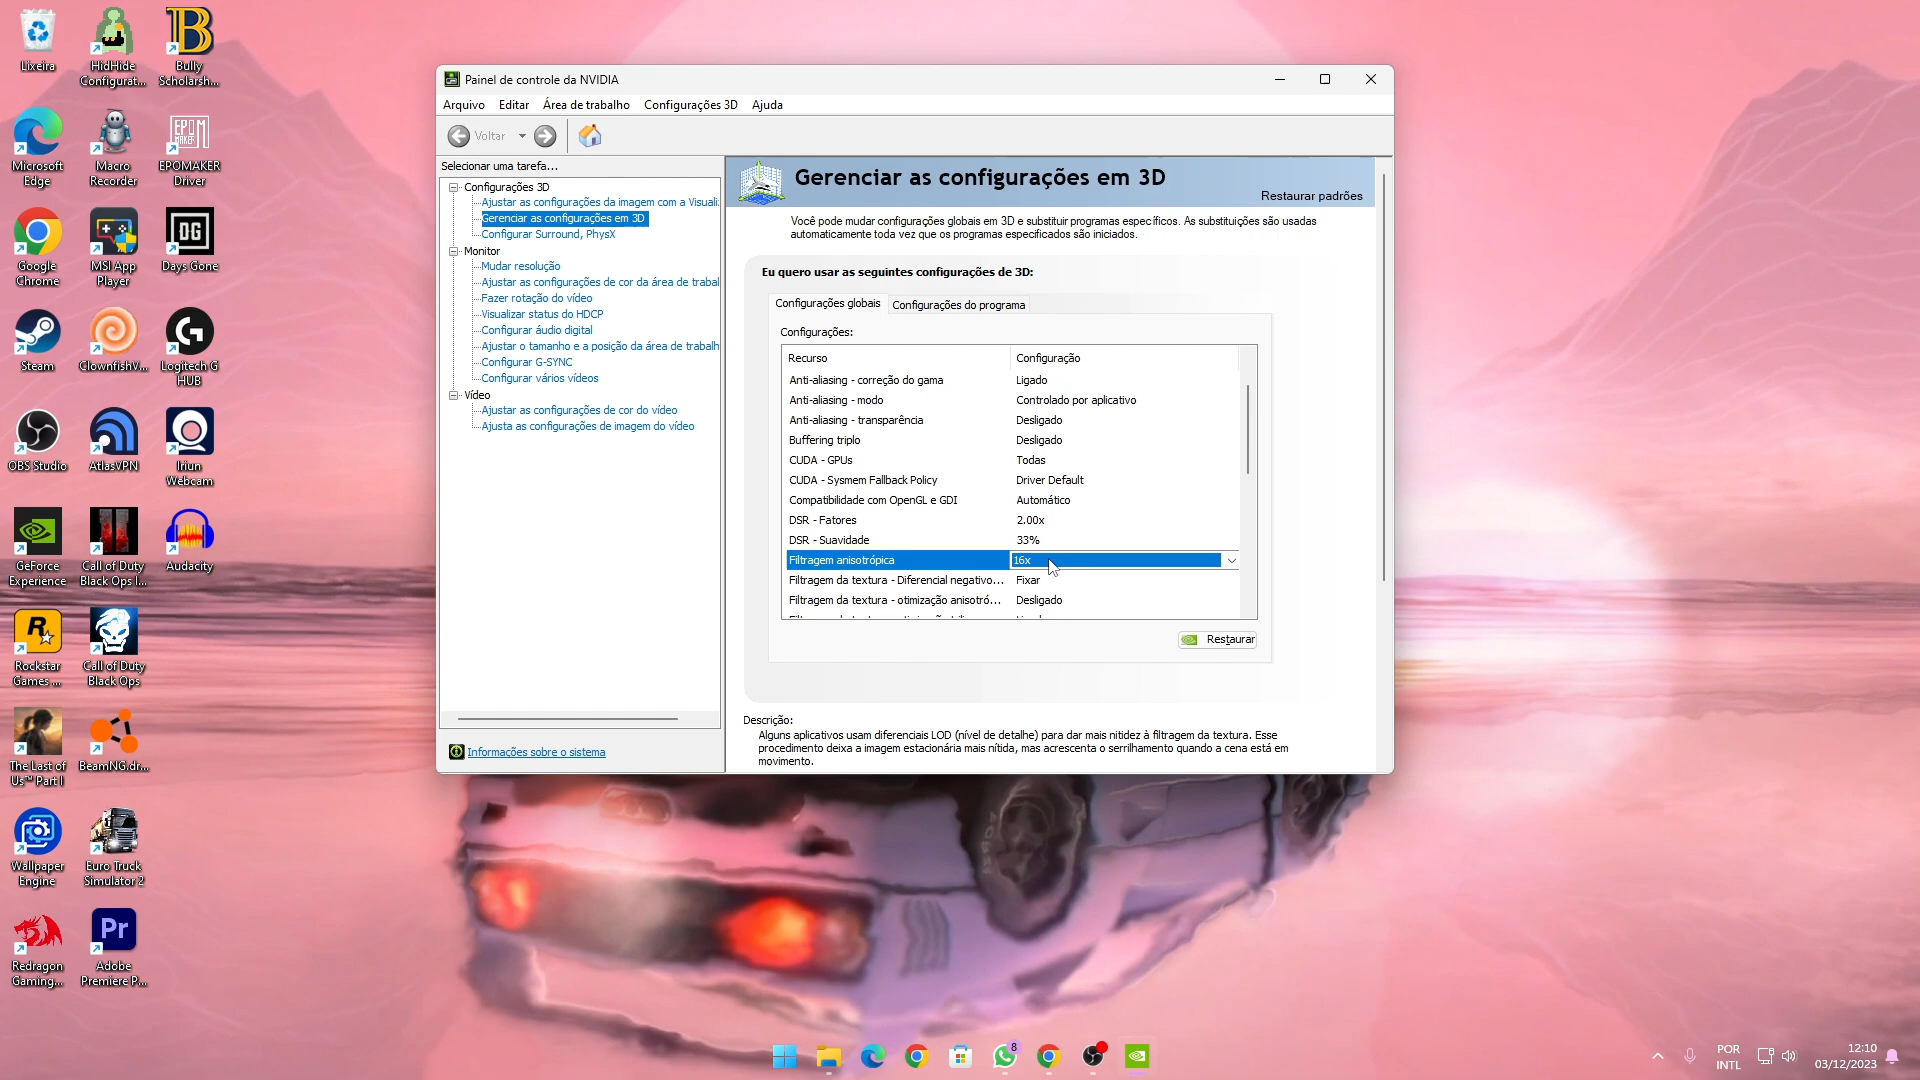 Lixeira
HidHide
Configurat...
Bully
Scholarsh...
Microsoft
Edge
Macro
Recorder
EPOMAKER
EPOMAKER
Driver
Google
Chrome
MSI App
Player
DG
Days Gone
Steam
ClownfishV...
Logitech G
HUB
OBS Studio
AtlasVPN
Iriun
Webcam
GeForce
Experience
Call of Duty
Black Ops I...
Audacity
Rockstar
Games ...
Call of Duty
Black Ops
The Last of
Us™ Part I
BeamNG.dr...
Wallpaper
Engine
Euro Truck
Simulator 2
Redragon
Gaming...
Pr
Adobe
Premiere P...
Painel de controle da NVIDIA
Arquivo Editar Área de trabalho Configurações 3D Ajuda
Voltar
Selecionar uma tarefa...
Configurações 3D
Ajustar as configurações da imagem com a Visuali
Gerenciar as configurações em 3D
Configurar Surround, PhysX
Monitor
Mudar resolução
Ajustar as configurações de cor da área de trabal
Fazer rotação do vídeo
Visualizar status do HDCP
Configurar áudio digital
Ajustar o tamanho e a posição da área de trabalh
Configurar G-SYNC
Configurar vários vídeos
Vídeo
Ajustar as configurações de cor do vídeo
Ajusta as configurações de imagem do vídeo
Informações sobre o sistema
Gerenciar as configurações em 3D
Restaurar padrões
Você pode mudar configurações globais em 3D e substituir programas específicos. As substituições são usadas
automaticamente toda vez que os programas especificados são iniciados.
Eu quero usar as seguintes configurações de 3D:
Configurações globais Configurações do programa
Configurações:
Recurso Configuração
Anti-aliasing - correção do gama Ligado
Anti-aliasing - modo Controlado por aplicativo
Anti-aliasing - transparência Desligado
Buffering triplo Desligado
CUDA - GPUs Todas
CUDA - Sysmem Fallback Policy Driver Default
Compatibilidade com OpenGL e GDI Automático
DSR - Fatores 2.00x
DSR - Suavidade 33%
Filtragem anisotrópica 16x
Filtragem da textura - Diferencial negativo... Fixar
Filtragem da textura - otimização anisotró... Desligado
Restaurar
Descrição:
Alguns aplicativos usam diferenciais LOD (nível de detalhe) para dar mais nitidez à filtragem da textura. Esse
procedimento deixa a imagem estacionária mais nítida, mas acrescenta o serrilhamento quando a cena está em
movimento.
8
POR
INTL
12:10
03/12/2023